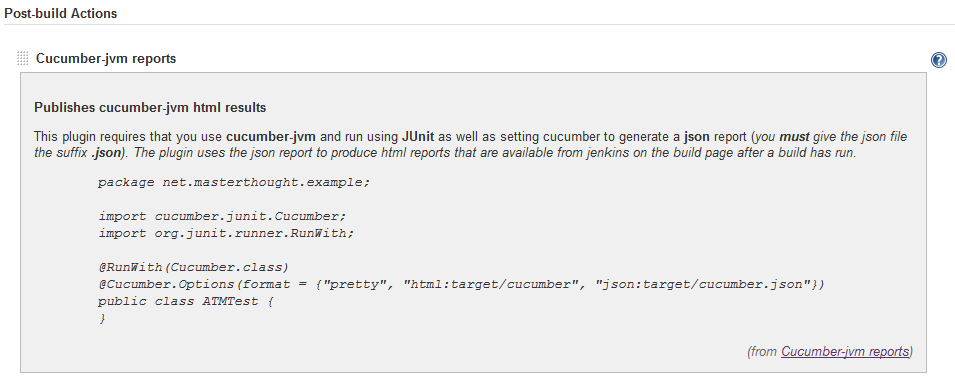 Post-build Actions
Cucumber-jvm reports
?
Publishes cucumber-jvm html results
This plugin requires that you use cucumber-jvm and run using JUnit as well as setting cucumber to generate a json report (you must give the json file
the suffix .json). The plugin uses the json report to produce html reports that are available from jenkins on the build page after a build has run.
package net.masterthought.example;
import cucumber.junit.Cucumber;
import org.junit.runner.RunWith;
@RunWith(Cucumber.class)
@Cucumber.Options(format = {"pretty", "html:target/cucumber", "json:target/cucumber.json"})
public class ATMTest {
}
(from Cucumber-jvm reports)